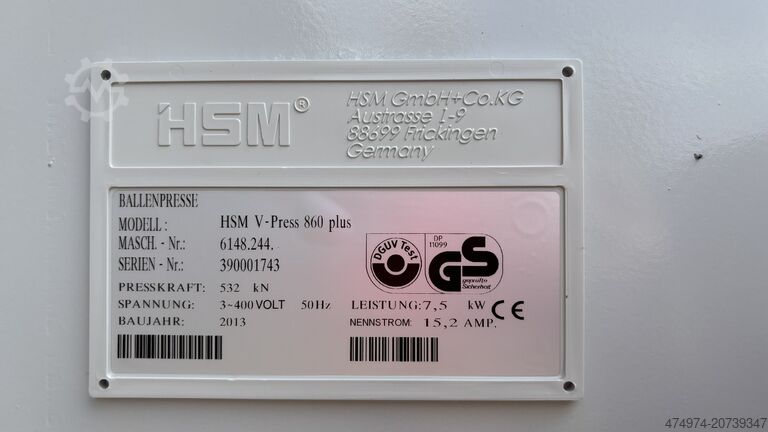 HSM®
HSM GmbH+Co.KG
Austrasse 1-9
88699 Frickingen
Germany
BALLENPRESSE
MODELL : HSM V-Press 860 plus
MASCH. - Nr.: 6148.244.
SERIEN - Nr.: 390001743
PRESSKRAFT: 532 kN
SPANNUNG: 3~400VOLT 50Hz LEISTUNG: 7,5 kW CE
BAUJAHR: 2013 NENNSTROM: 15,2 AMP.
DGUV Test
DP
11099
GS
geprüfte
Sicherheit
474974-20739347